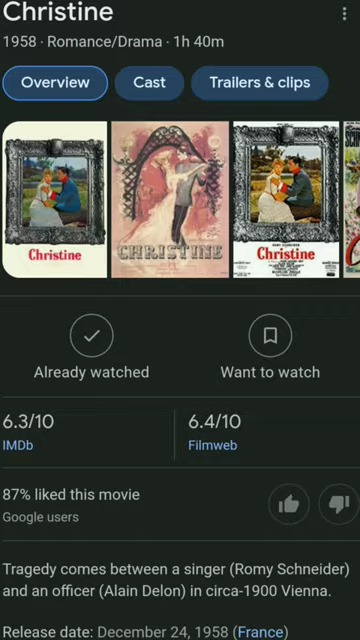 Christine
1958 · Romance/Drama · 1h 40m
Overview
Cast
Trailers & clips
Christine
CHRISTINE
Christine
Already watched
Want to watch
6.3/10
6.4/10
IMDb
Filmweb
87% liked this movie
Google users
Tragedy comes between a singer (Romy Schneider)
and an officer (Alain Delon) in circa-1900 Vienna.
Release date: December 24, 1958 (France)